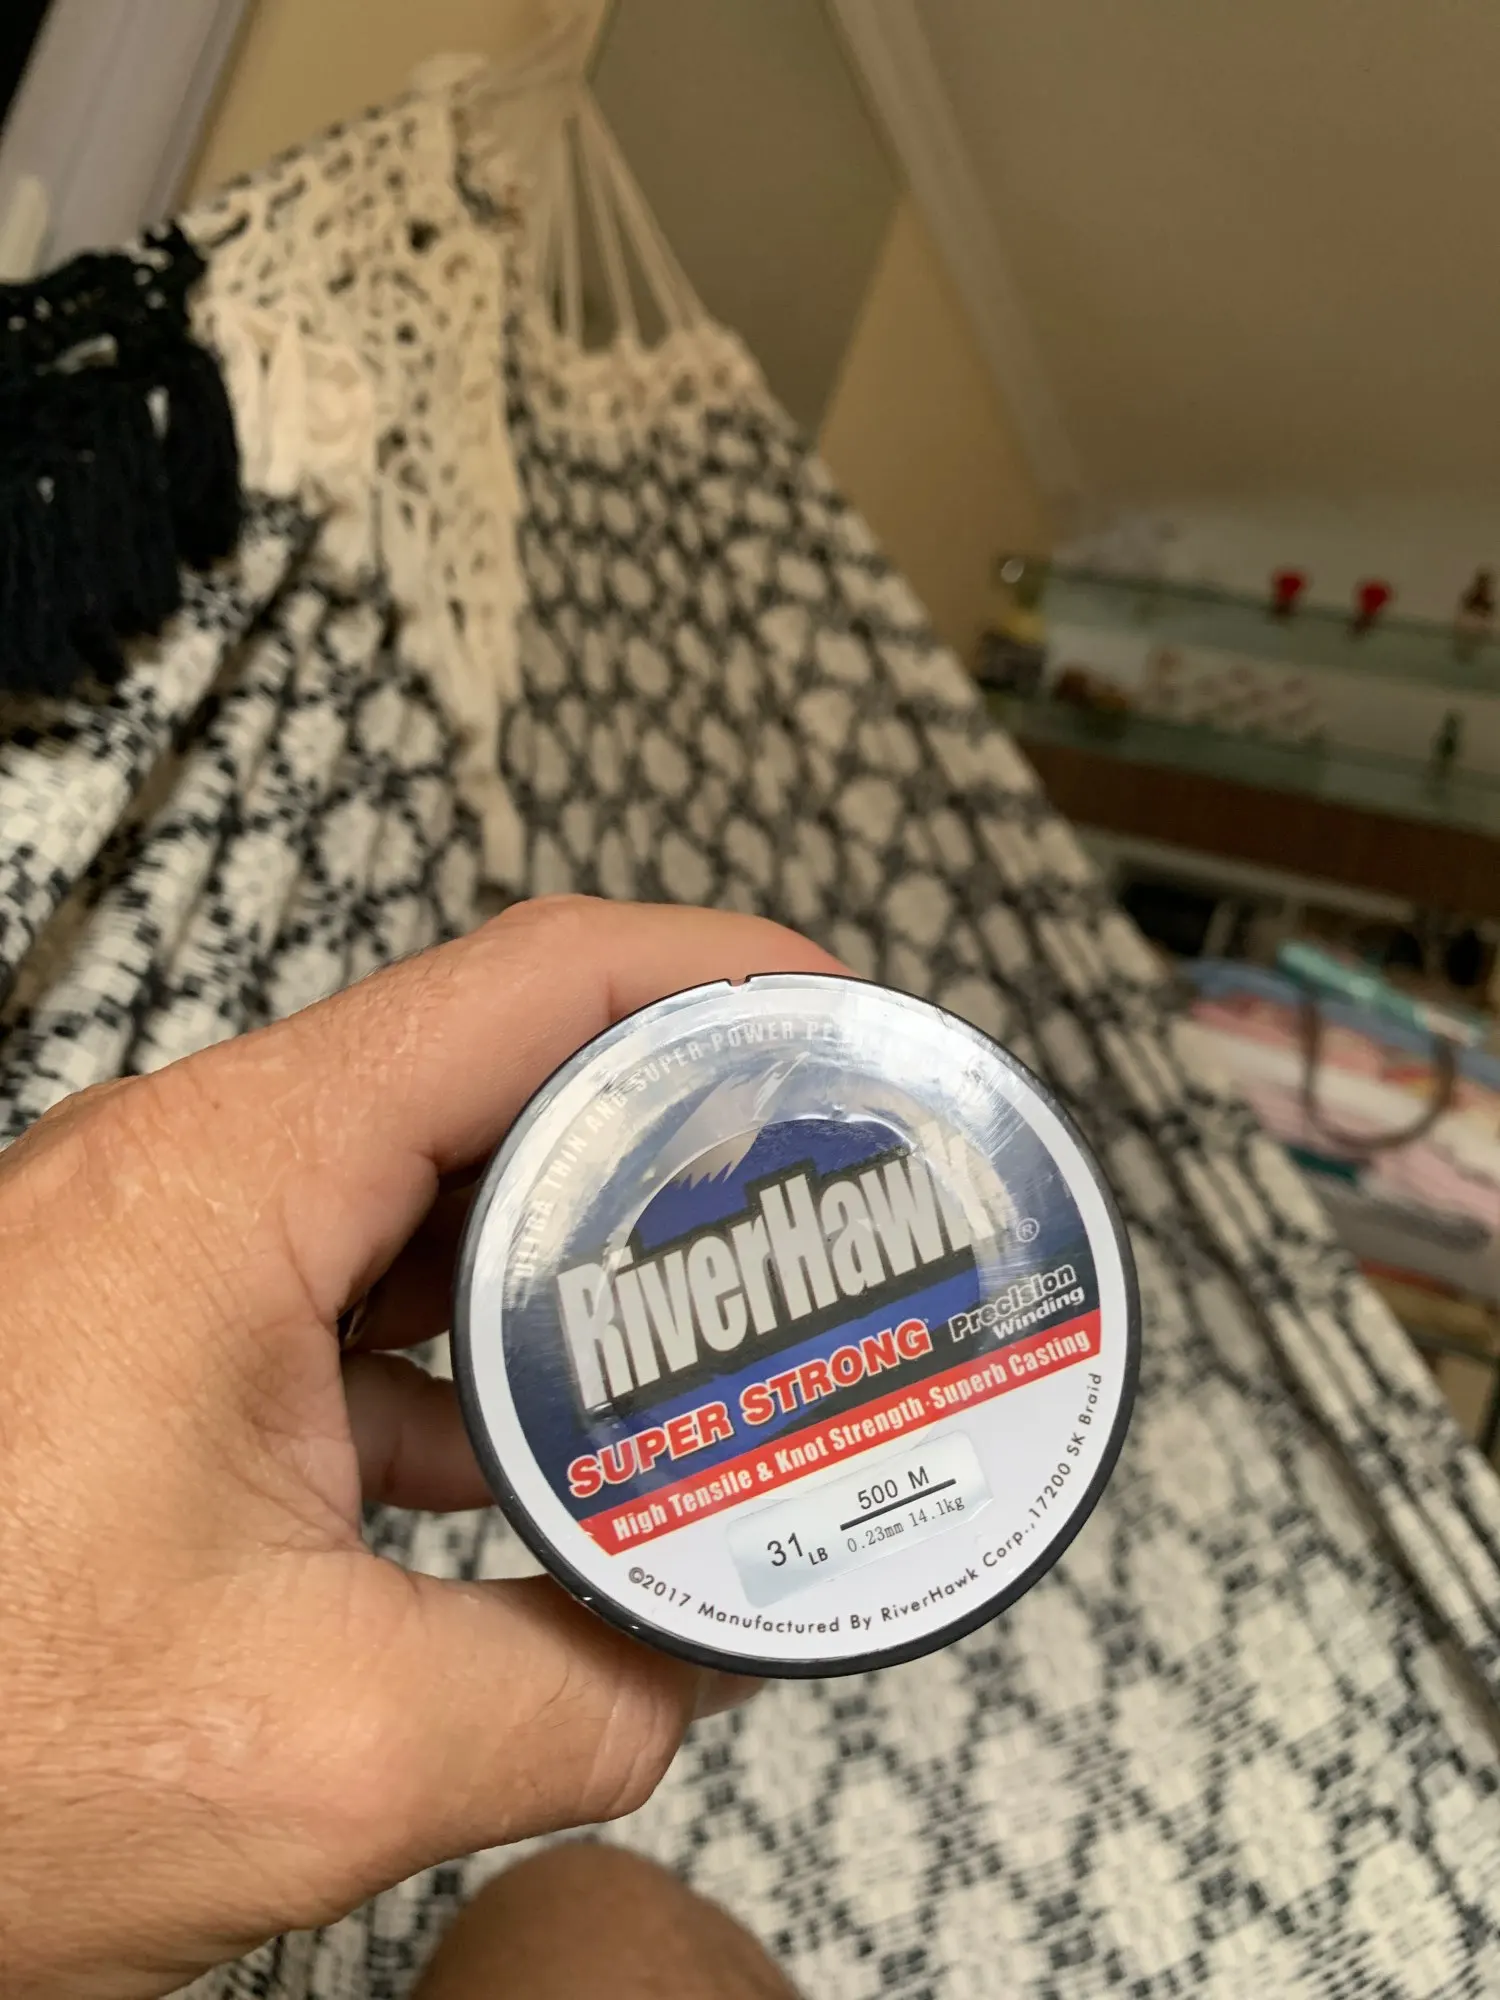 ULTRA THIN AND SUPER POWER
RiverHawk ®
Precision
Winding
SUPER STRONG
High Tensile & Knot Strength·Superb Casting
500 M
31 LB 0.23mm 14.1kg
©2017 Manufactured By RiverHawk Corp.,17200 SK Braid